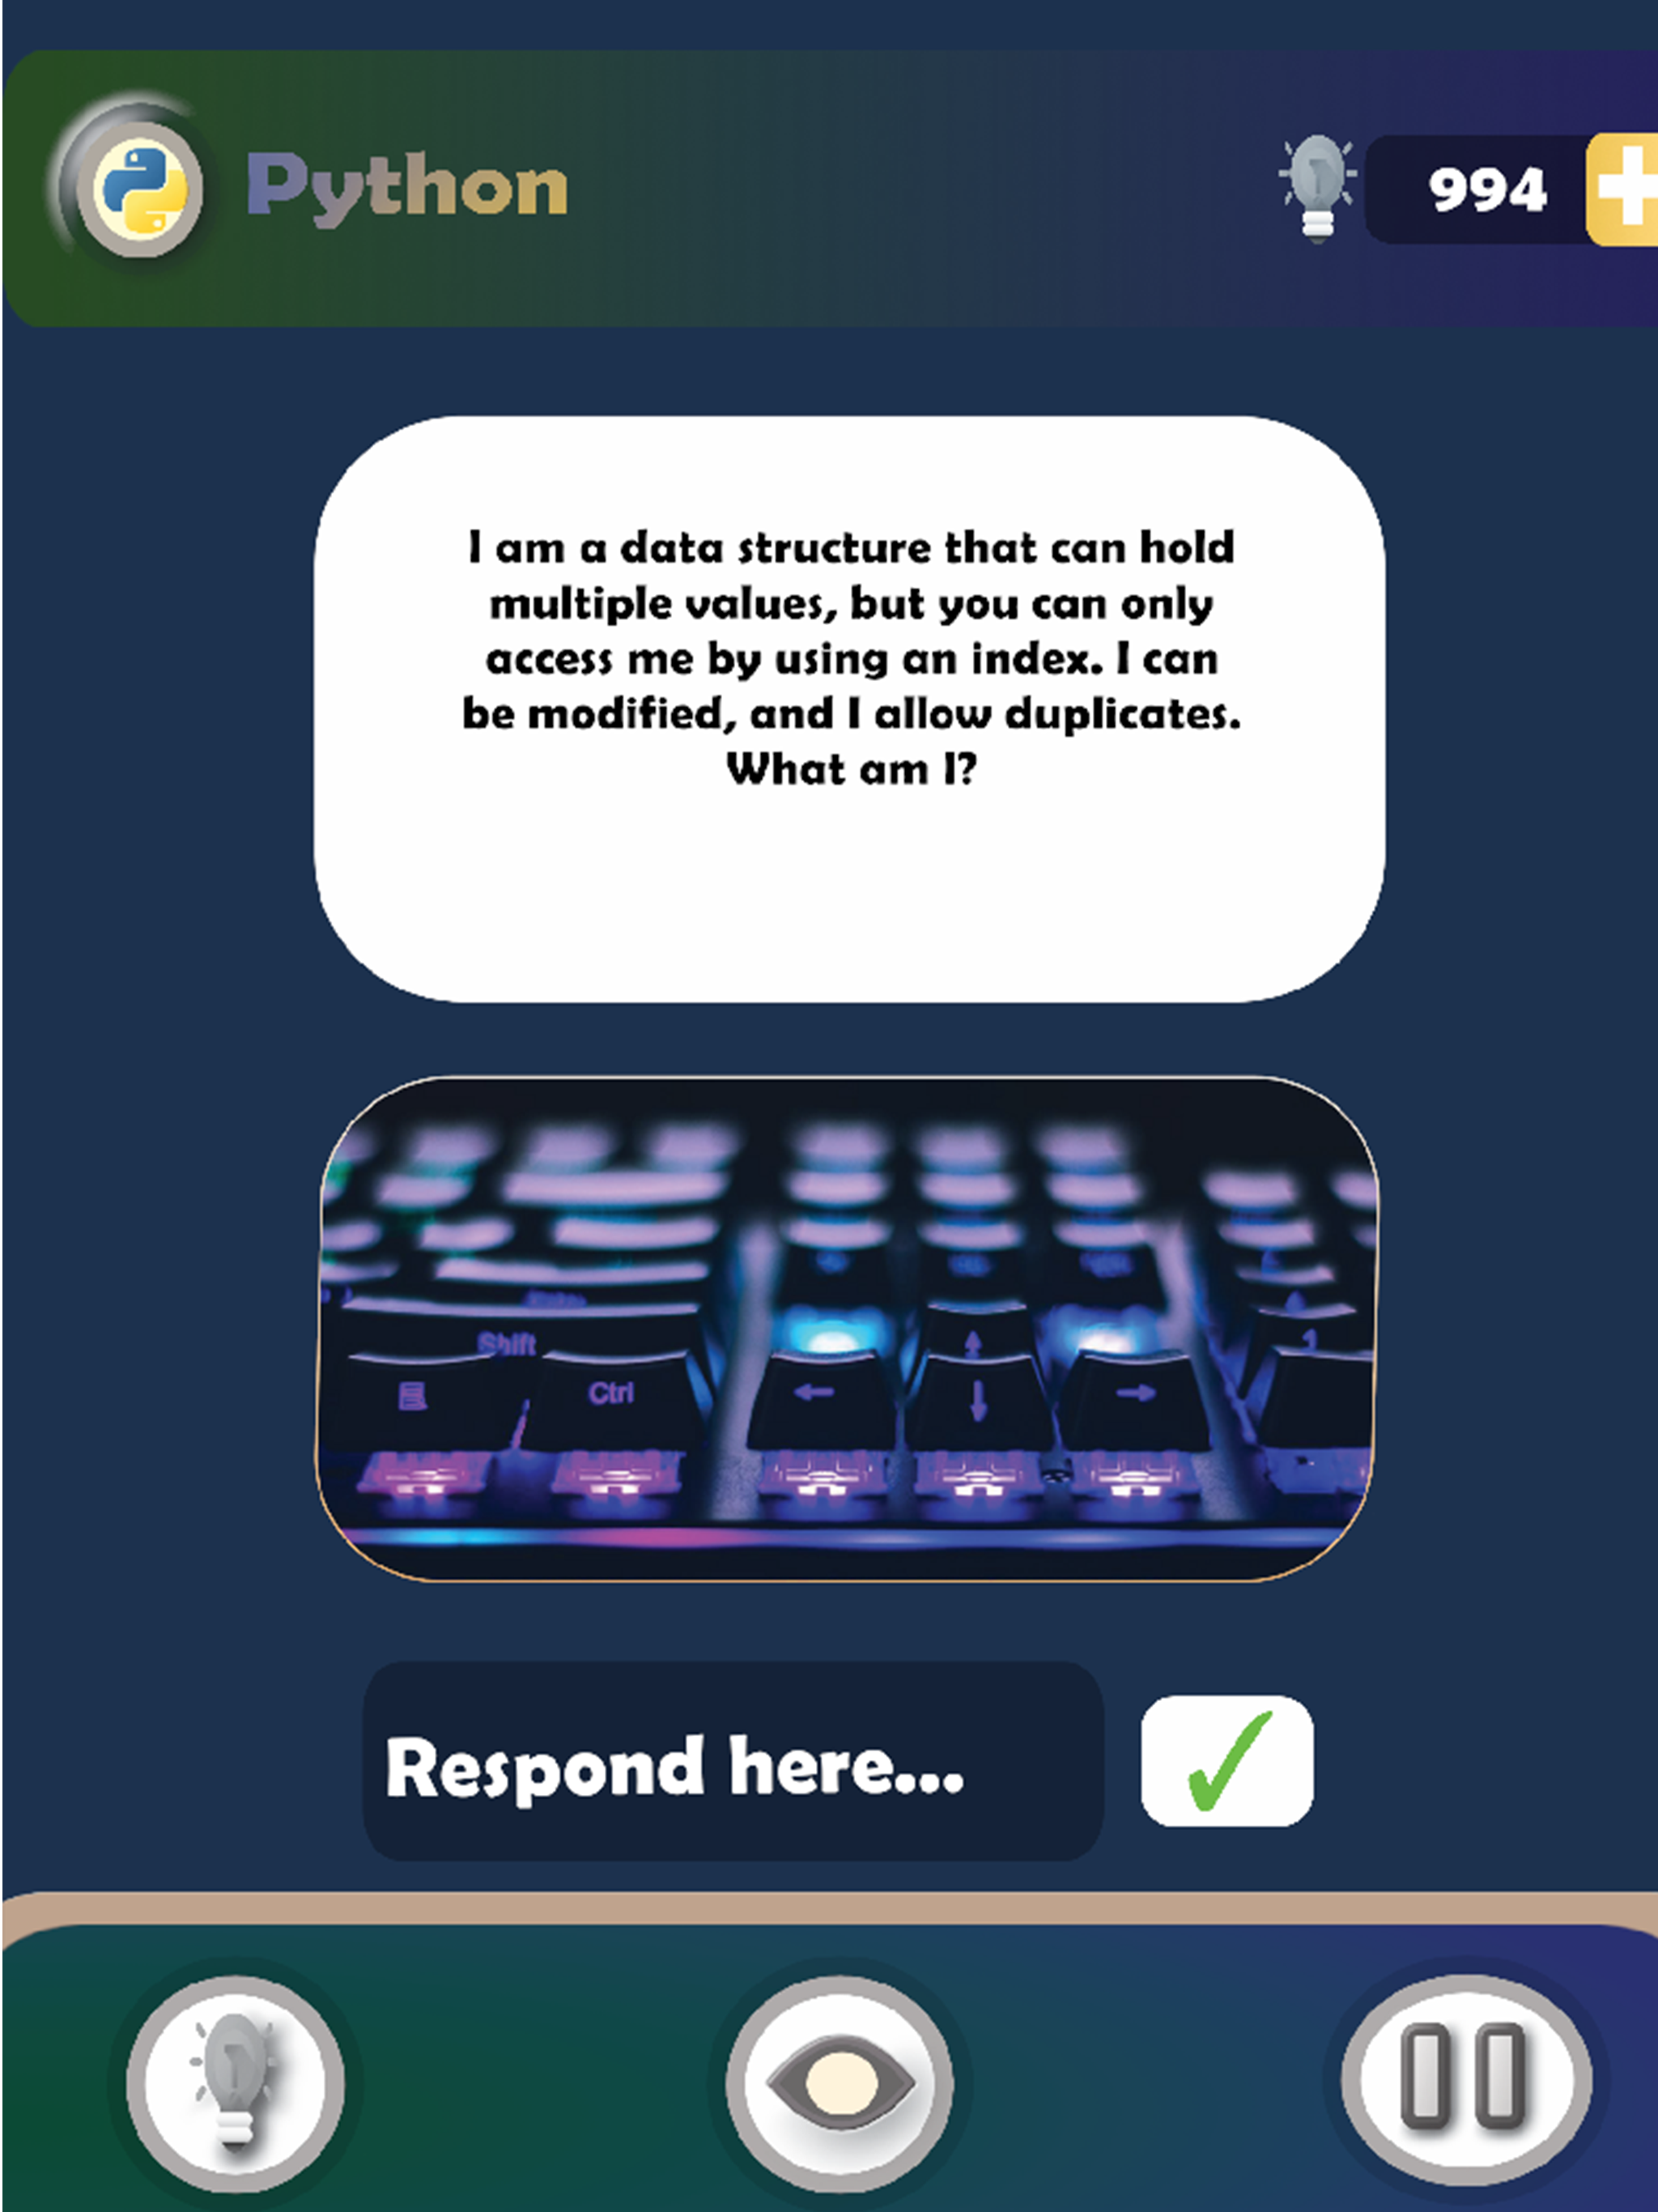 Python
994
I am a data structure that can hold
multiple values, but you can only
access me by using an index. I can
be modified, and I allow duplicates.
What am I?
Shift
Ctrl
Respond here...